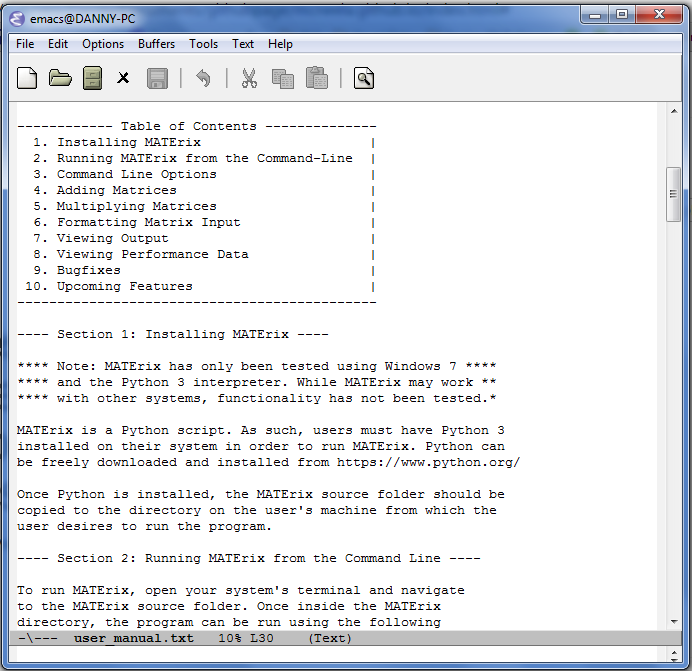 emacs@DANNY-PC
File Edit Options Buffers Tools Text Help
------------ Table of Contents --------------
1. Installing MATErix |
2. Running MATErix from the Command-Line |
3. Command Line Options |
4. Adding Matrices |
5. Multiplying Matrices |
6. Formatting Matrix Input |
7. Viewing Output |
8. Viewing Performance Data |
9. Bugfixes |
10. Upcoming Features |
---------------------------------------------
---- Section 1: Installing MATErix ----
**** Note: MATErix has only been tested using Windows 7 ****
**** and the Python 3 interpreter. While MATErix may work **
**** with other systems, functionality has not been tested.*
MATErix is a Python script. As such, users must have Python 3
installed on their system in order to run MATErix. Python can
be freely downloaded and installed from https://www.python.org/
Once Python is installed, the MATErix source folder should be
copied to the directory on the user's machine from which the
user desires to run the program.
---- Section 2: Running MATErix from the Command Line ----
To run MATErix, open your system's terminal and navigate
to the MATErix source folder. Once inside the MATErix
directory, the program can be run using the following
-\--- user_manual.txt 10% L30 (Text)